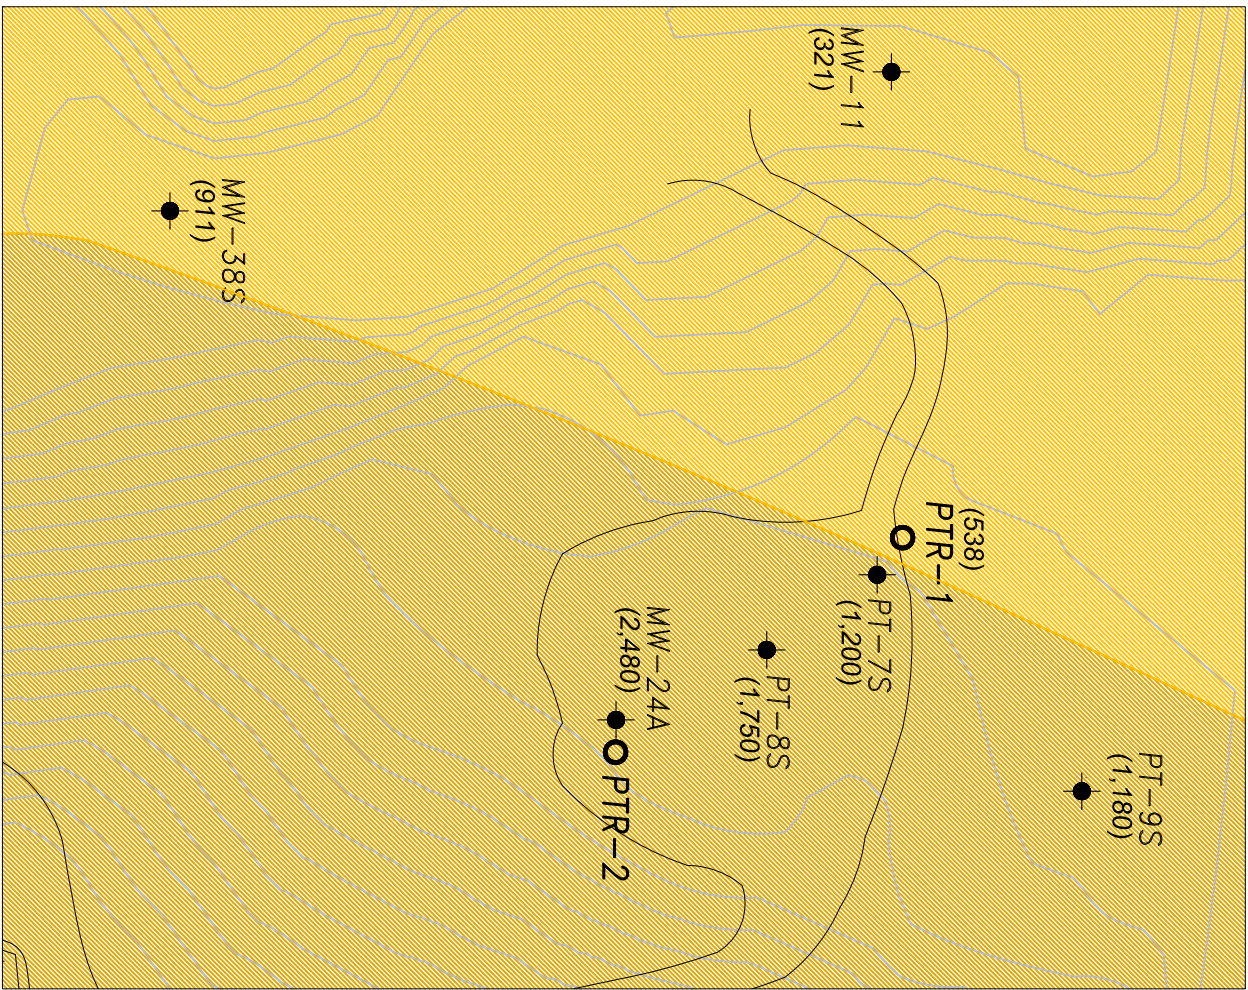 MW-11
(321)
MW-38S
(911)
(538)
PTR-1
PT-7S
(1,200)
MW-24A
(2,480)
PT-8S
(1,750)
PTR-2
PT-9S
(1,180)